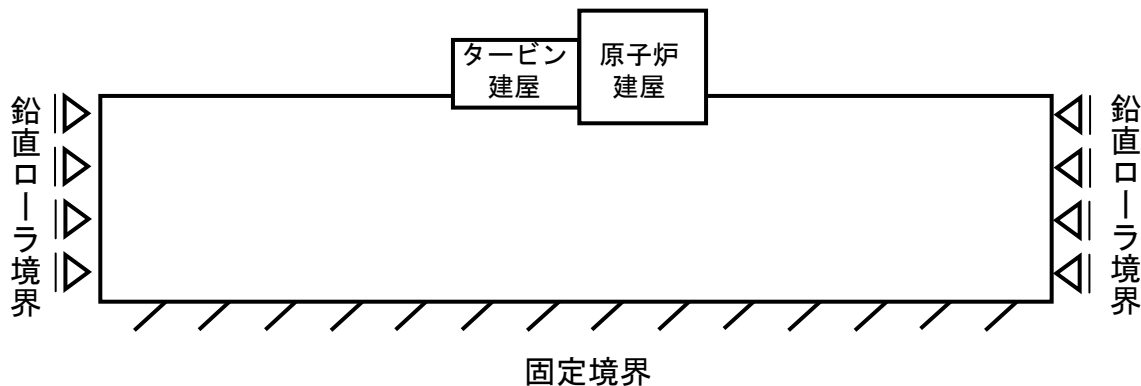 タービン
建屋
原子炉
建屋
鉛直ローラ境界
鉛直ローラ境界
固定境界